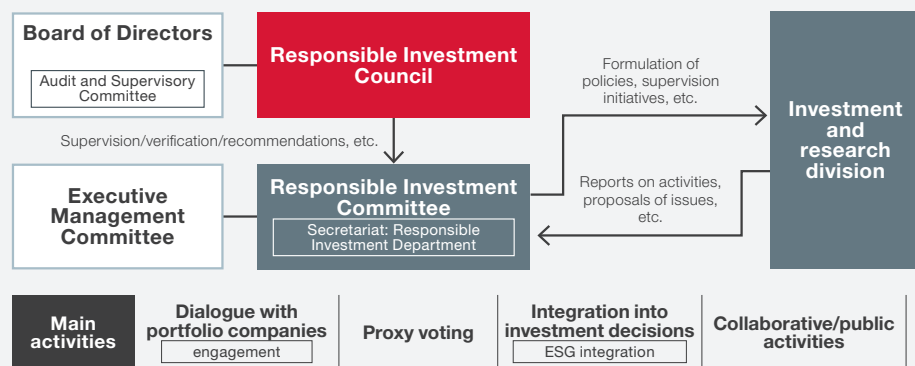 Board of Directors
Audit and Supervisory
Committee
Responsible Investment
Council
Formulation of
policies, supervision
initiatives, etc.
Investment
and
research
division
Supervision/verification/recommendations, etc.
Executive
Management
Committee
Responsible Investment
Committee
Secretariat: Responsible
Investment Department
Reports on activities,
proposals of issues,
etc.
Main
activities
Dialogue with
portfolio companies
engagement
Proxy voting
Integration into
investment decisions
ESG integration
Collaborative/public
activities